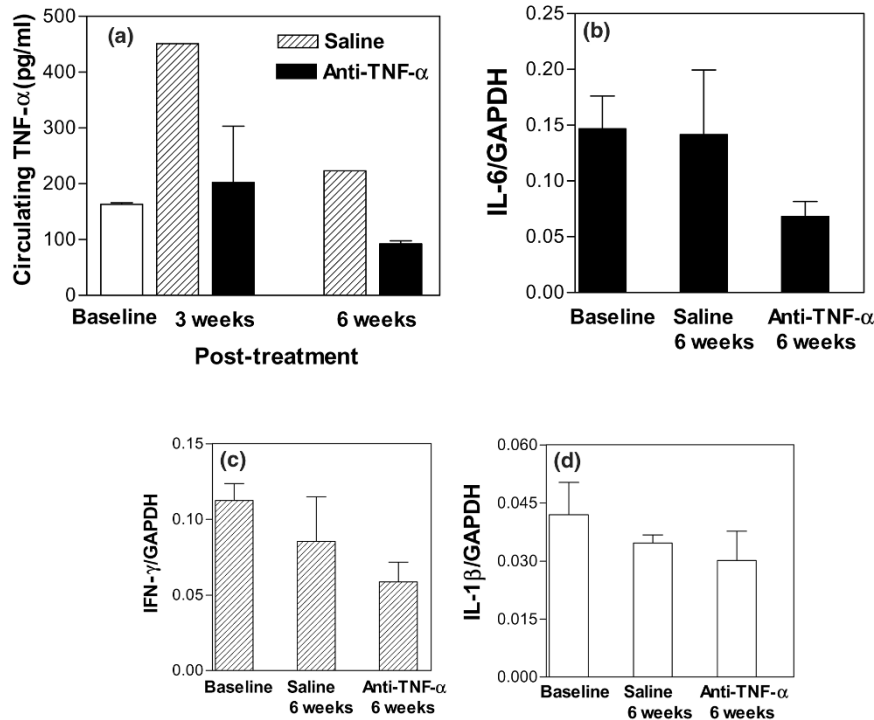 (a)
Circulating TNF-α(pg/ml)
500
400
300
200
100
0
Saline
Anti-TNF-α
Baseline 3 weeks 6 weeks
Post-treatment
(b)
IL-6/GAPDH
0.25
0.20
0.15
0.10
0.05
0.00
Baseline Saline Anti-TNF-α
6 weeks 6 weeks
(c)
IFN-γ/GAPDH
0.15
0.10
0.05
0.00
Baseline Saline Anti-TNF-α
6 weeks 6 weeks
(d)
IL-1β/GAPDH
0.060
0.045
0.030
0.015
0.000
Baseline Saline Anti-TNF-α
6 weeks 6 weeks